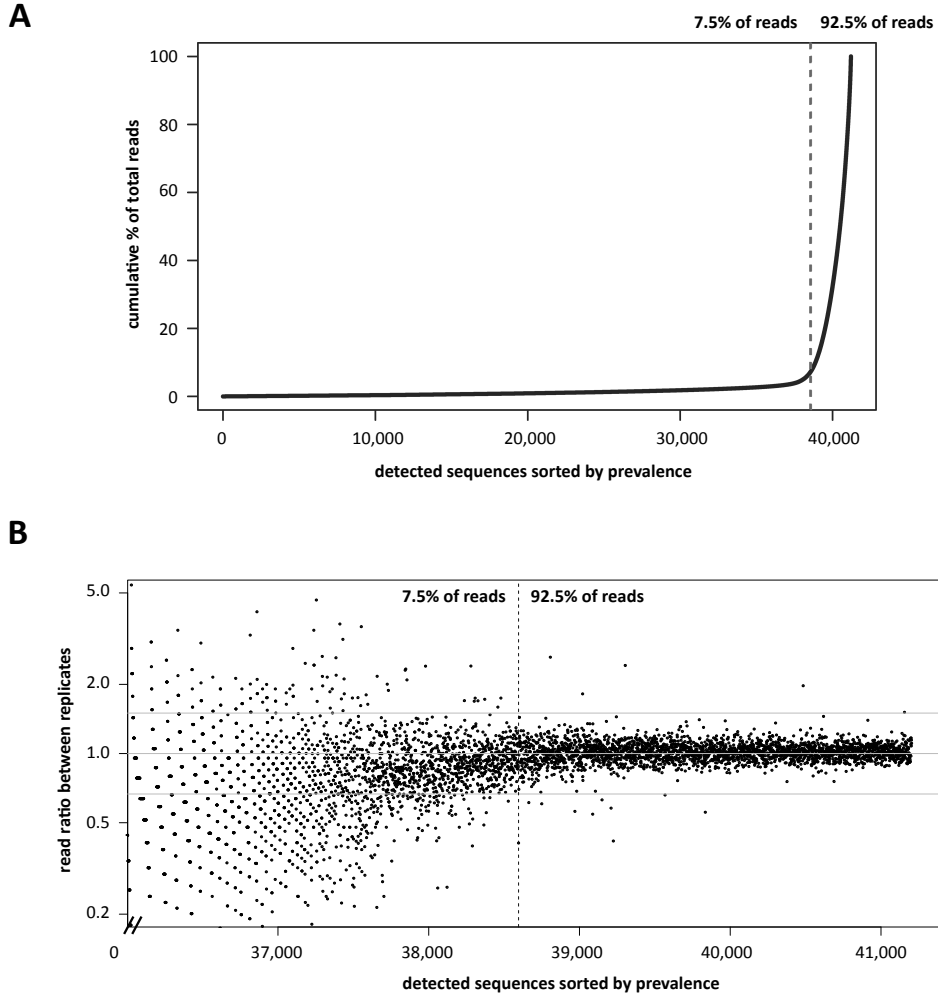 A
7.5% of reads 92.5% of reads
100
80
60
40
20
0
cumulative % of total reads
0 10,000 20,000 30,000 40,000
detected sequences sorted by prevalence
B
7.5% of reads 92.5% of reads
5.0
2.0
1.0
0.5
0.2
read ratio between replicates
0 37,000 38,000 39,000 40,000 41,000
detected sequences sorted by prevalence